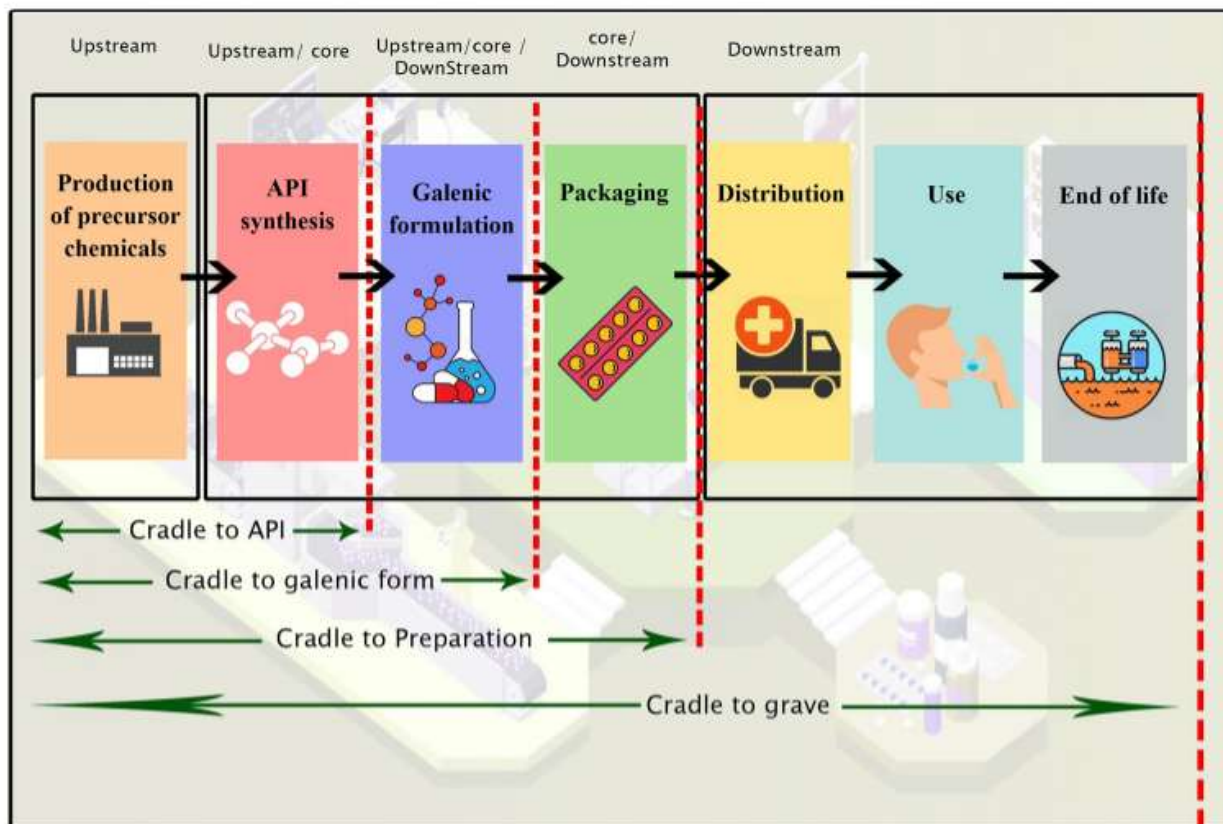 Upstream
Upstream/ core
Upstream/core /
DownStream
core/
Downstream
Downstream
Production
of precursor
chemicals
API
synthesis
Galenic
formulation
Packaging
Distribution
Use
End of life
Cradle to API
Cradle to galenic form
Cradle to Preparation
Cradle to grave